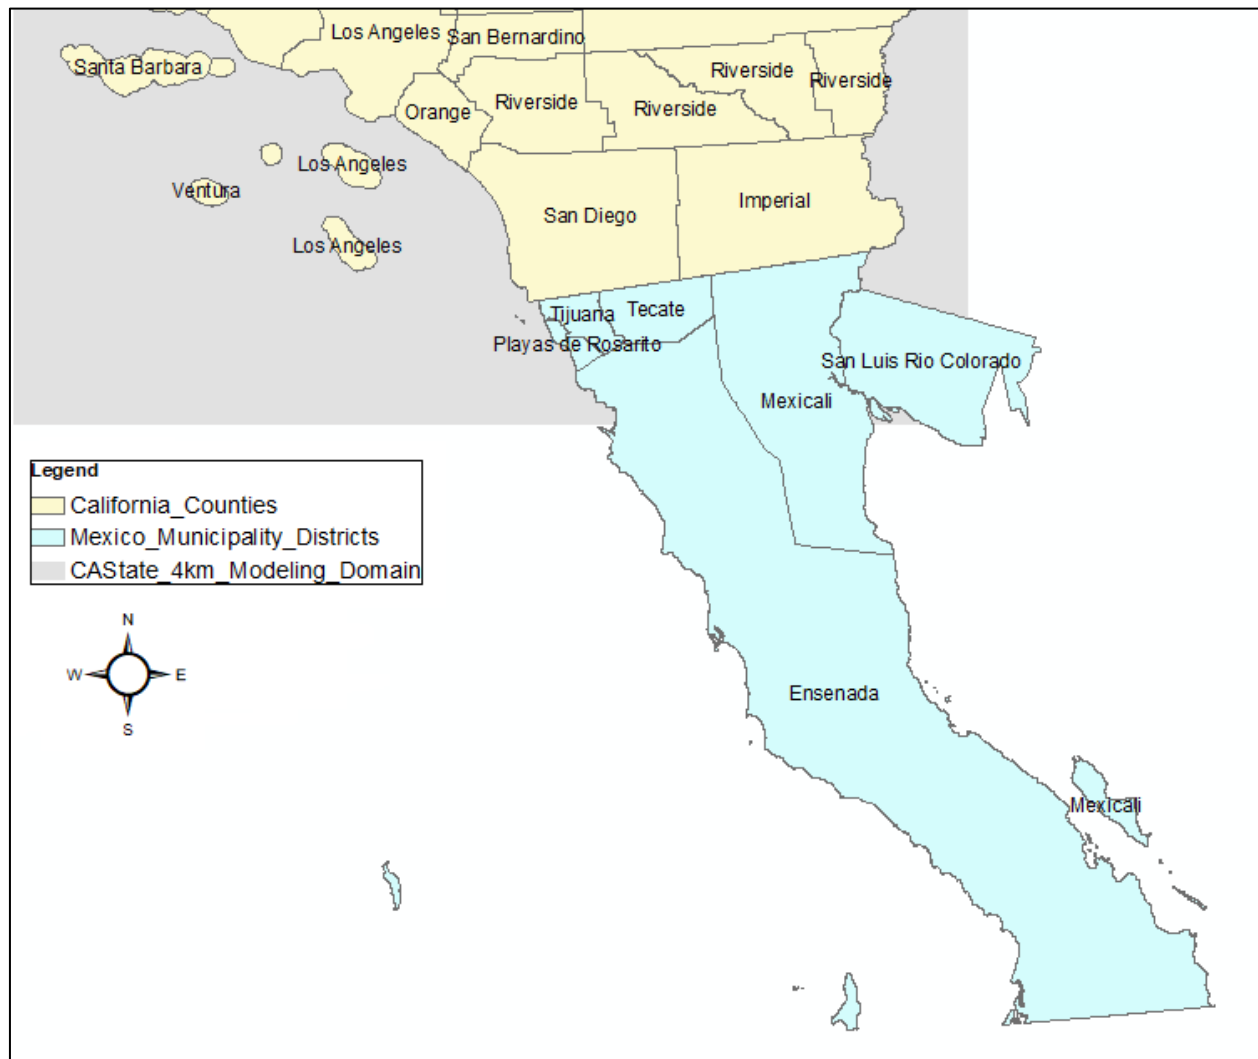 Los Angeles
San Bernardino
Santa Barbara
Riverside
Riverside
Orange
Riverside
Riverside
Los Angeles
Ventura
Imperial
San Diego
Los Angeles
Tijuana
Tecate
Playas de Rosarito
San Luis Rio Colorado
Mexicali
Legend
California_Counties
Mexico_Municipality_Districts
CAState_4km_Modeling_Domain
N
W
E
S
Ensenada
Mexicali